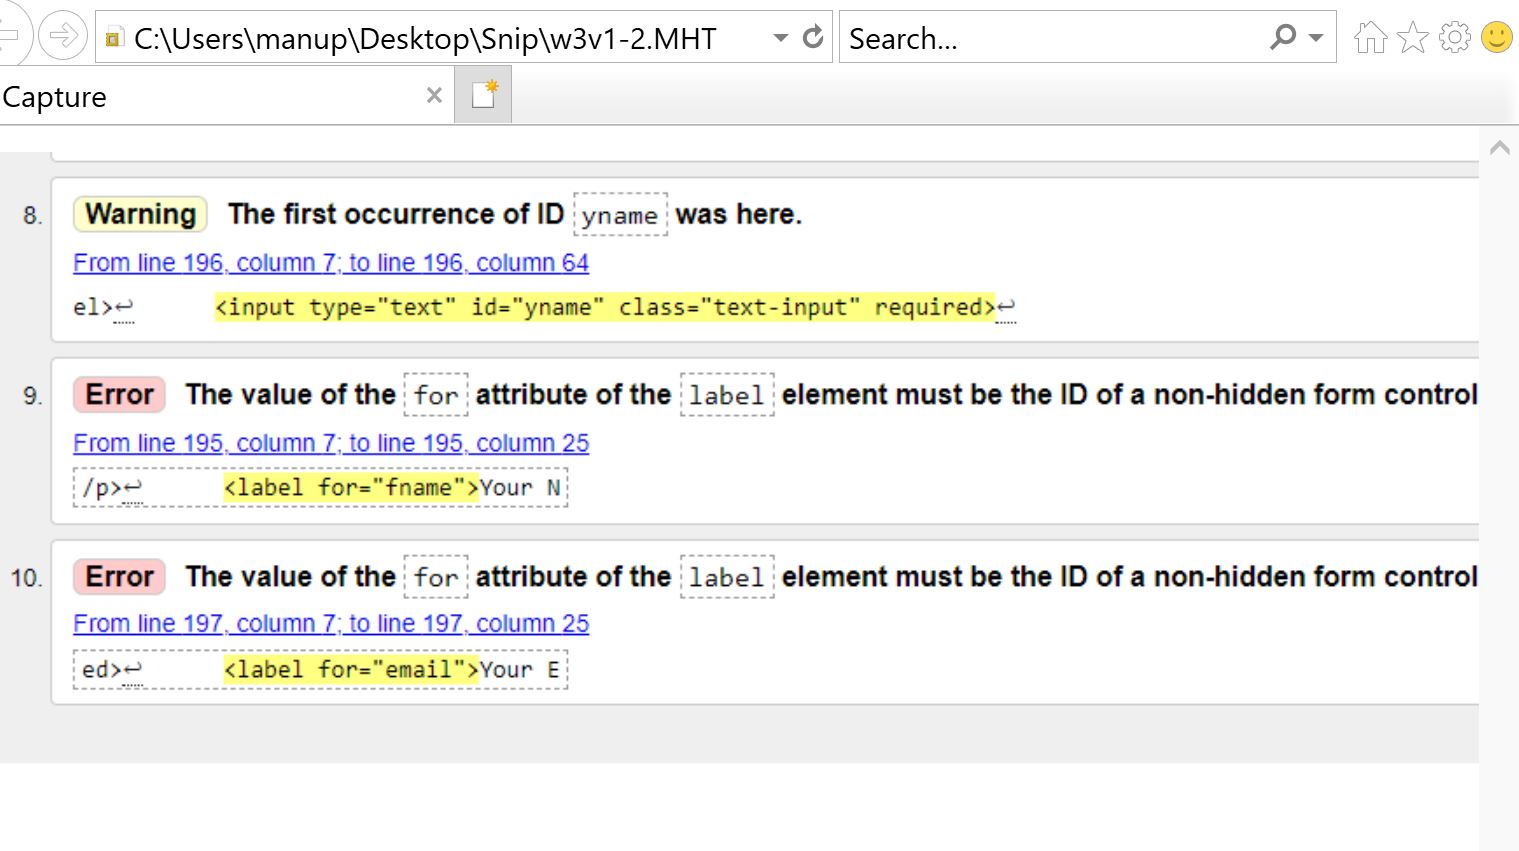 C:\Users\manup\Desktop\Snip\w3v1-2.MHT
Search...
Capture
8. Warning The first occurrence of ID yname was here.
From line 196, column 7; to line 196, column 64
el>↩ <input type="text" id="yname" class="text-input" required>↩
9. Error The value of the for attribute of the label element must be the ID of a non-hidden form control
From line 195, column 7; to line 195, column 25
/p>↩ <label for="fname">Your N
10. Error The value of the for attribute of the label element must be the ID of a non-hidden form control
From line 197, column 7; to line 197, column 25
ed>↩ <label for="email">Your E